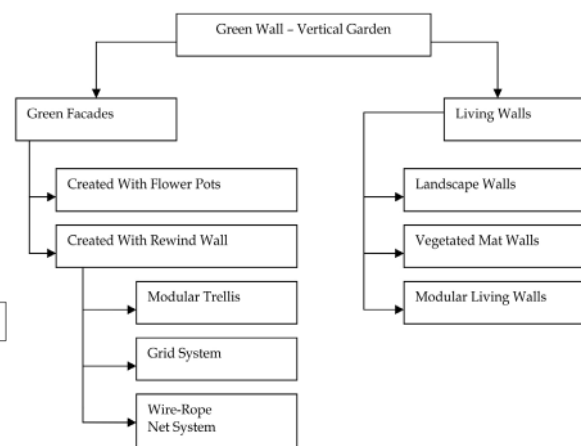 Green Wall – Vertical Garden
Green Facades
Created With Flower Pots
Created With Rewind Wall
Modular Trellis
Grid System
Wire-Rope
Net System
Living Walls
Landscape Walls
Vegetated Mat Walls
Modular Living Walls